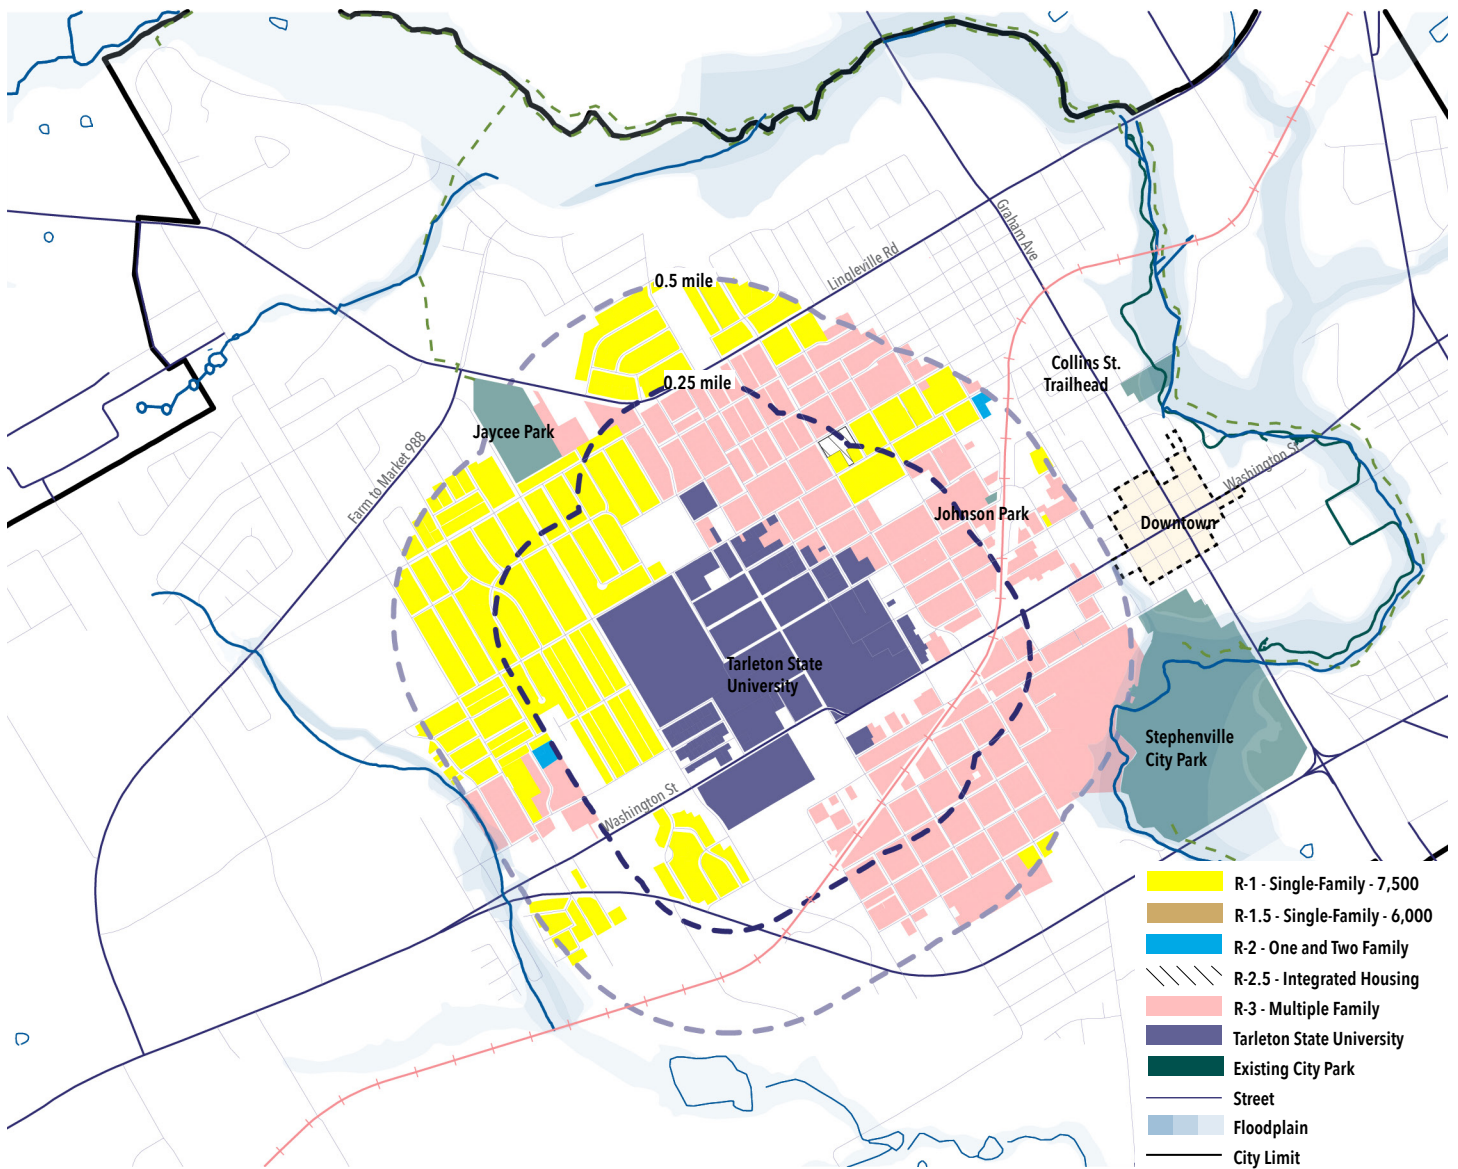 Graham Ave
Lingleville Rd
0.5 mile
Collins St.
Trailhead
0.25 mile
Jaycee Park
Farm to Market 988
Washington St
Johnson Park
Downtown
Tarleton State
University
Stephenville
City Park
Washington St
R-1 - Single-Family - 7,500
R-1.5 - Single-Family - 6,000
R-2 - One and Two Family
R-2.5 - Integrated Housing
R-3 - Multiple Family
Tarleton State University
Existing City Park
Street
Floodplain
City Limit